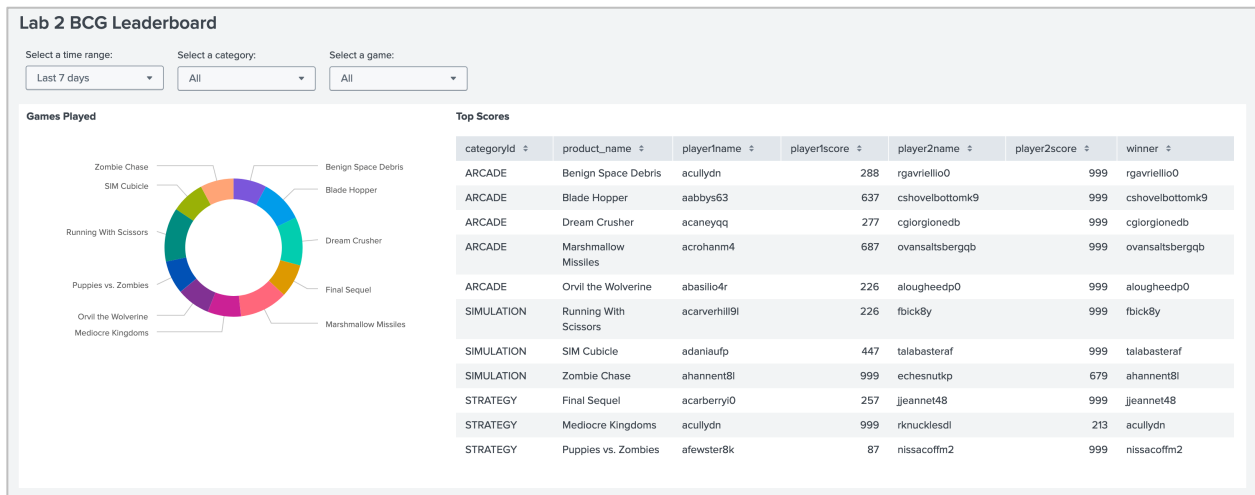 Lab 2 BCG Leaderboard
Select a time range:
Select a category:
Select a game:
Last 7 days
All
All
Games Played
Zombie Chase
SIM Cubicle
Running With Scissors
Puppies vs. Zombies
Orvil the Wolverine
Mediocre Kingdoms
Benign Space Debris
Blade Hopper
Dream Crusher
Final Sequel
Marshmallow Missiles
Top Scores
categoryId product_name player1name player1score player2name player2score winner
ARCADE Benign Space Debris acullydn 288 rgavriellio0 999 rgavriellio0
ARCADE Blade Hopper aabbys63 637 cshovelbottomk9 999 cshovelbottomk9
ARCADE Dream Crusher acaneyqq 277 cgiorgionedb 999 cgiorgionedb
ARCADE Marshmallow Missiles acrohanm4 687 ovansaltsbergqb 999 ovansaltsbergqb
ARCADE Orvil the Wolverine abasilio4r 226 alougheedp0 999 alougheedp0
SIMULATION Running With Scissors acarverhill9l 226 fbick8y 999 fbick8y
SIMULATION SIM Cubicle adaniaufp 447 talabasteraf 999 talabasteraf
SIMULATION Zombie Chase ahannent8l 999 echesnutkp 679 ahannent8l
STRATEGY Final Sequel acarberryi0 257 jjeannet48 999 jjeannet48
STRATEGY Mediocre Kingdoms acullydn 999 rknucklesdl 213 acullydn
STRATEGY Puppies vs. Zombies afewster8k 87 nissacoffm2 999 nissacoffm2